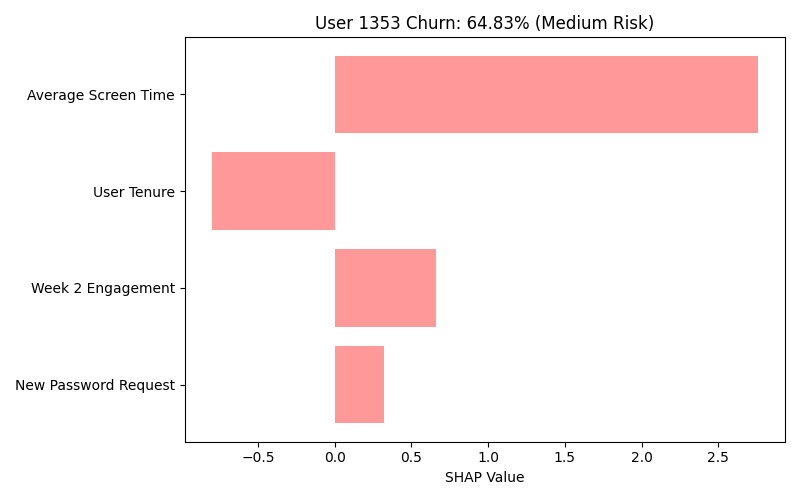 User 1353 Churn: 64.83% (Medium Risk)
Average Screen Time
User Tenure
Week 2 Engagement
New Password Request
−0.5 0.0 0.5 1.0 1.5 2.0 2.5
SHAP Value